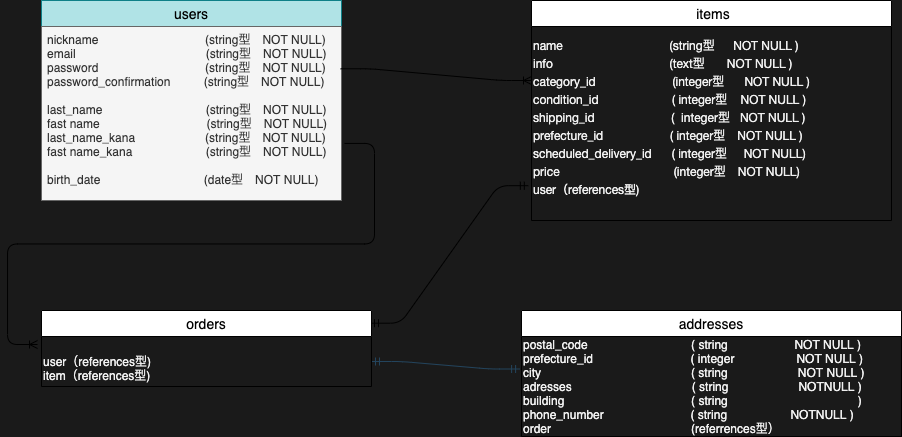 users
nickname (string型 NOT NULL)
email (string型 NOT NULL)
password (string型 NOT NULL)
password_confirmation (string型 NOT NULL)
last_name (string型 NOT NULL)
fast name (string型 NOT NULL)
last_name_kana (string型 NOT NULL)
fast name_kana (string型 NOT NULL)
birth_date (date型 NOT NULL)
items
name (string型 NOT NULL )
info (text型 NOT NULL )
category_id (integer型 NOT NULL )
condition_id ( integer型 NOT NULL )
shipping_id ( integer型 NOT NULL )
prefecture_id ( integer型 NOT NULL )
scheduled_delivery_id ( integer型 NOT NULL)
price (integer型 NOT NULL )
user（references型)
orders
user（references型)
item（references型)
addresses
postal_code ( string NOT NULL )
prefecture_id ( integer NOT NULL )
city ( string NOT NULL )
adresses ( string NOTNULL )
building ( string )
phone_number ( string NOTNULL )
order (referrences型）